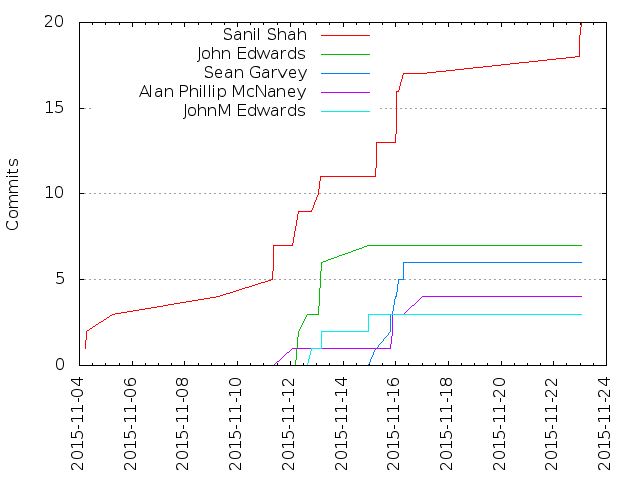 20
15
10
5
0
Commits
Sanil Shah
John Edwards
Sean Garvey
Alan Phillip McNaney
JohnM Edwards
2015-11-04
2015-11-06
2015-11-08
2015-11-10
2015-11-12
2015-11-14
2015-11-16
2015-11-18
2015-11-20
2015-11-22
2015-11-24